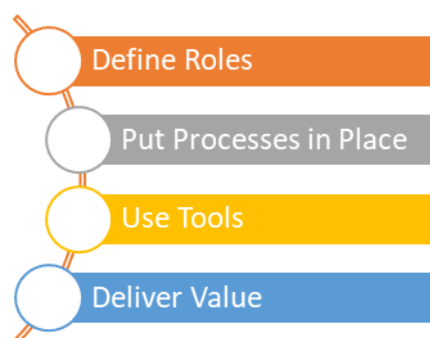 Define Roles
Put Processes in Place
Use Tools
Deliver Value